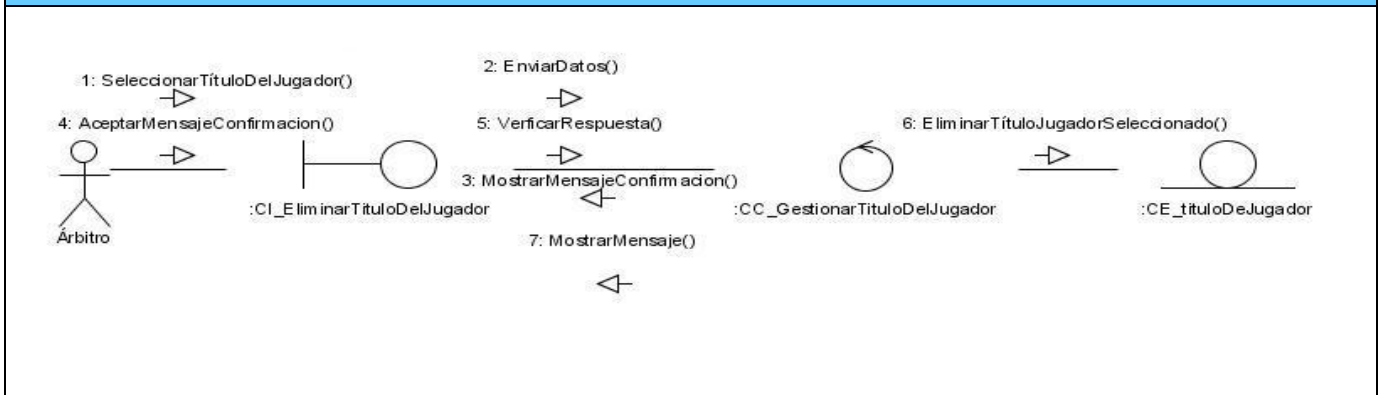 1: SeleccionarTítuloDelJugador()
2: EnviarDatos()
4: AceptarMensajeConfirmacion()
5: VerficarRespuesta()
6: EliminarTítuloJugadorSeleccionado()
3: MostrarMensajeConfirmacion()
:CI_EliminarTituloDelJugador
:CC_GestionarTituloDelJugador
:CE_tituloDeJugador
Árbitro
7: MostrarMensaje()